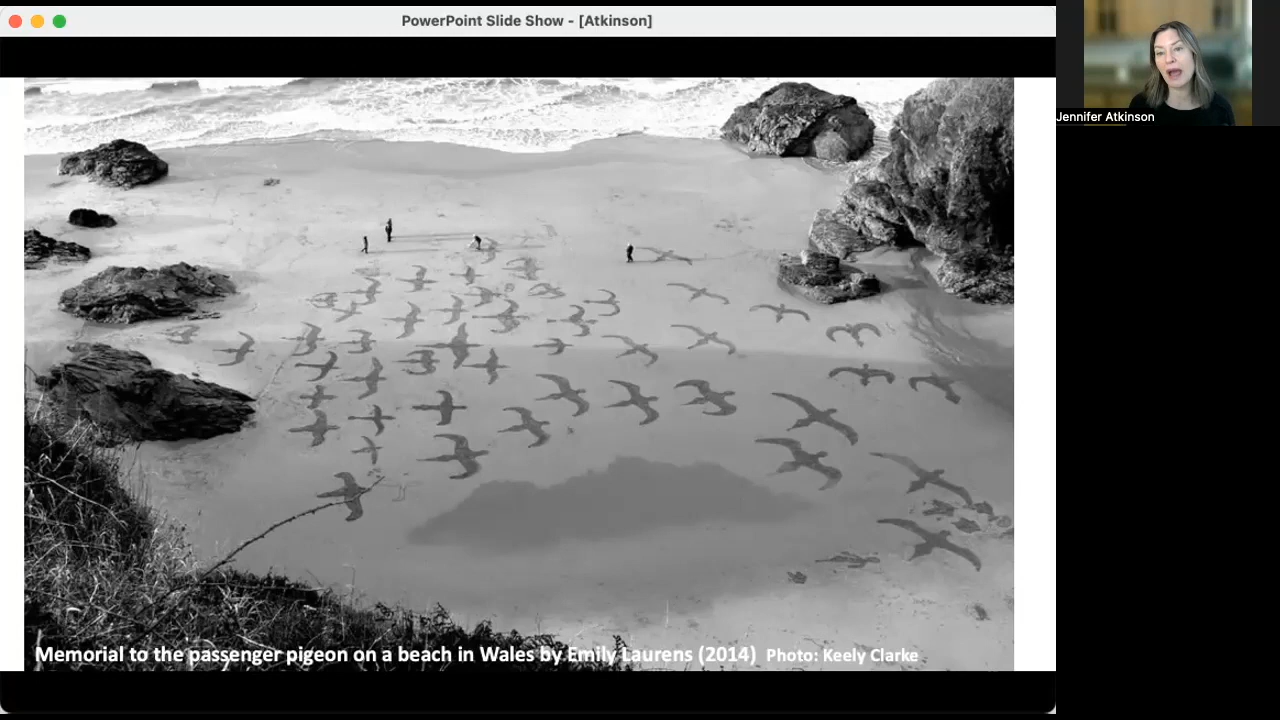 PowerPoint Slide Show - [Atkinson]
Jennifer Atkinson
Memorial to the passenger pigeon on a beach in Wales by Emily Laurens (2014) Photo: Keely Clarke